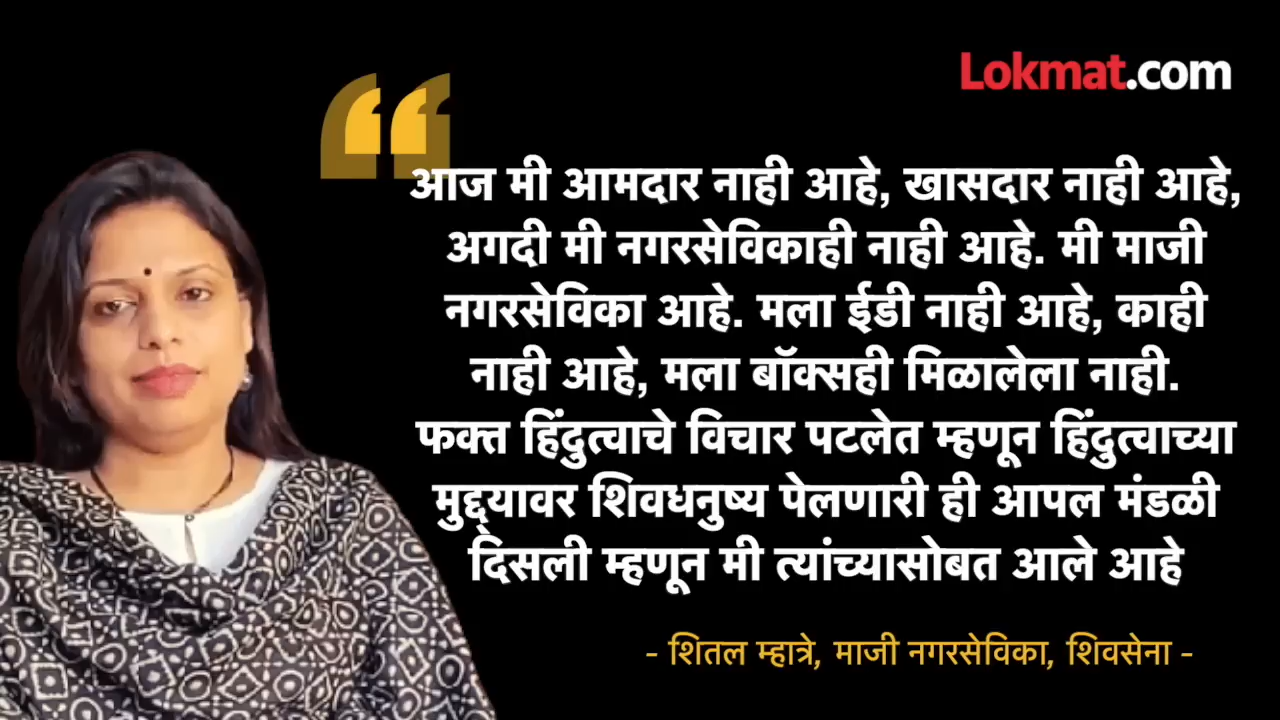 Lokmat.com
आज मी आमदार नाही आहे, खासदार नाही आहे,
अगदी मी नगरसेविकाही नाही आहे. मी माजी
नगरसेविका आहे. मला ईडी नाही आहे, काही
नाही आहे, मला बॉक्सही मिळालेला नाही.
फक्त हिंदुत्वाचे विचार पटलेत म्हणून हिंदुत्वाच्या
मुद्द्यावर शिवधनुष्य पेलणारी ही आपल मंडळी
दिसली म्हणून मी त्यांच्यासोबत आले आहे
- शितल म्हात्रे, माजी नगरसेविका, शिवसेना -